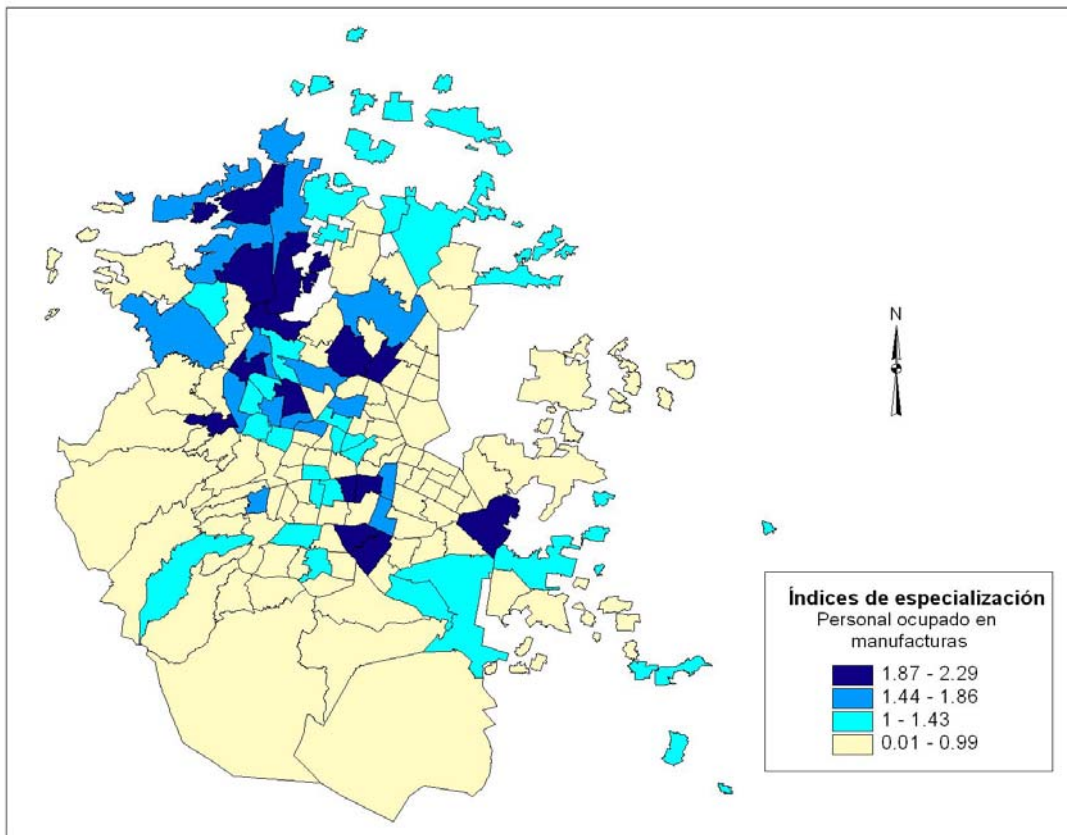 N
Índices de especialización
Personal ocupado en
manufacturas
1.87 - 2.29
1.44 - 1.86
1 - 1.43
0.01 - 0.99